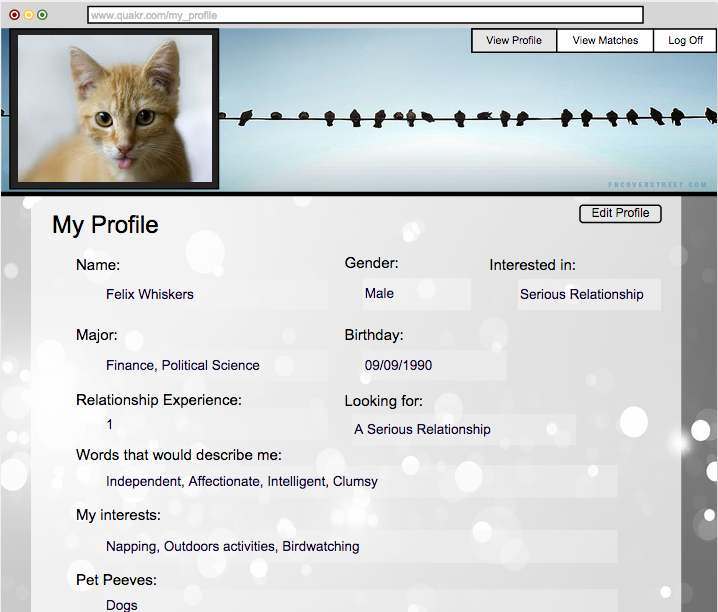 www.quakr.com/my_profile
View Profile
View Matches
Log Off
FBCOVERSTREET.COM
My Profile
Edit Profile
Name:
Gender:
Interested in:
Felix Whiskers
Male
Serious Relationship
Major:
Birthday:
Finance, Political Science
09/09/1990
Relationship Experience:
Looking for:
1
A Serious Relationship
Words that would describe me:
Independent, Affectionate, Intelligent, Clumsy
My interests:
Napping, Outdoors activities, Birdwatching
Pet Peeves:
Dogs